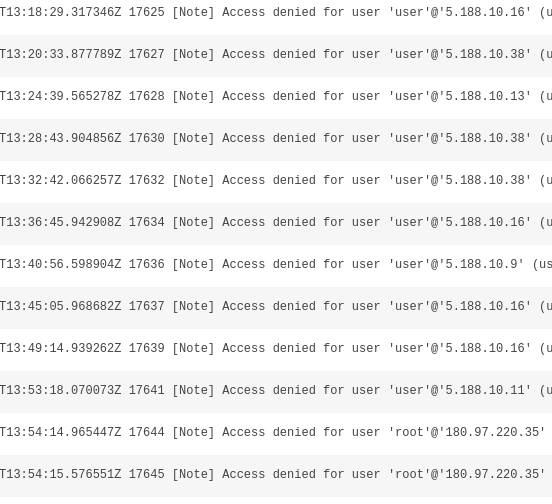 T13:18:29.317346Z 17625 [Note] Access denied for user 'user'@'5.188.10.16' (u
T13:20:33.877789Z 17627 [Note] Access denied for user 'user'@'5.188.10.38' (u
T13:24:39.565278Z 17628 [Note] Access denied for user 'user'@'5.188.10.13' (u
T13:28:43.904856Z 17630 [Note] Access denied for user 'user'@'5.188.10.38' (u
T13:32:42.066257Z 17632 [Note] Access denied for user 'user'@'5.188.10.38' (u
T13:36:45.942908Z 17634 [Note] Access denied for user 'user'@'5.188.10.16' (u
T13:40:56.598904Z 17636 [Note] Access denied for user 'user'@'5.188.10.9' (us
T13:45:05.968682Z 17637 [Note] Access denied for user 'user'@'5.188.10.16' (u
T13:49:14.939262Z 17639 [Note] Access denied for user 'user'@'5.188.10.16' (u
T13:53:18.070073Z 17641 [Note] Access denied for user 'user'@'5.188.10.11' (u
T13:54:14.965447Z 17644 [Note] Access denied for user 'root'@'180.97.220.35'
T13:54:15.576551Z 17645 [Note] Access denied for user 'root'@'180.97.220.35'